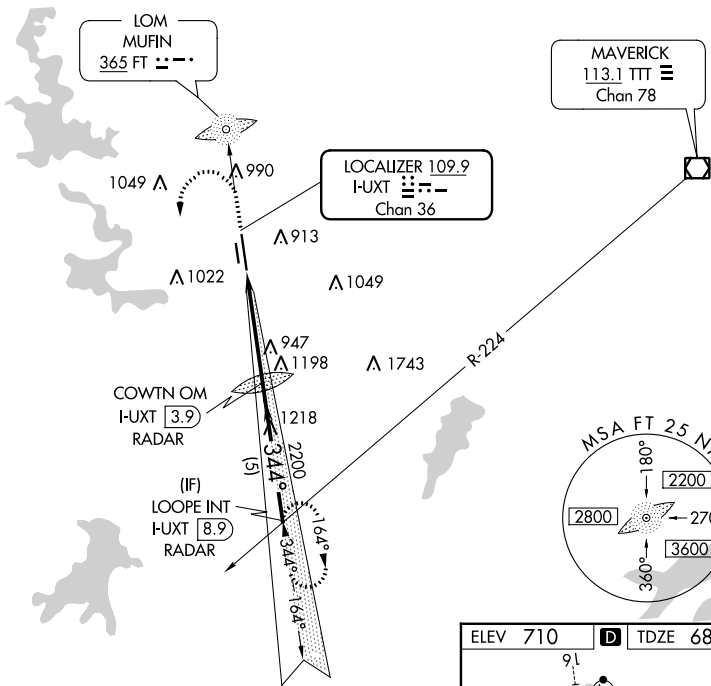 LOM
MUFIN
365 FT
MAVERICK
113.1 TTT
Chan 78
LOCALIZER 109.9
I-UXT
Chan 36
1049
990
913
1022
1049
947
1198
1743
R-224
COWTN OM
I-UXT 3.9
RADAR
1218
2200
344°
(5)
(IF)
LOOPE INT
I-UXT 8.9
RADAR
164°
344°
164°
MSA FT 25
180°
2200
2800
360°
3600
ELEV 710 D TDZE
16